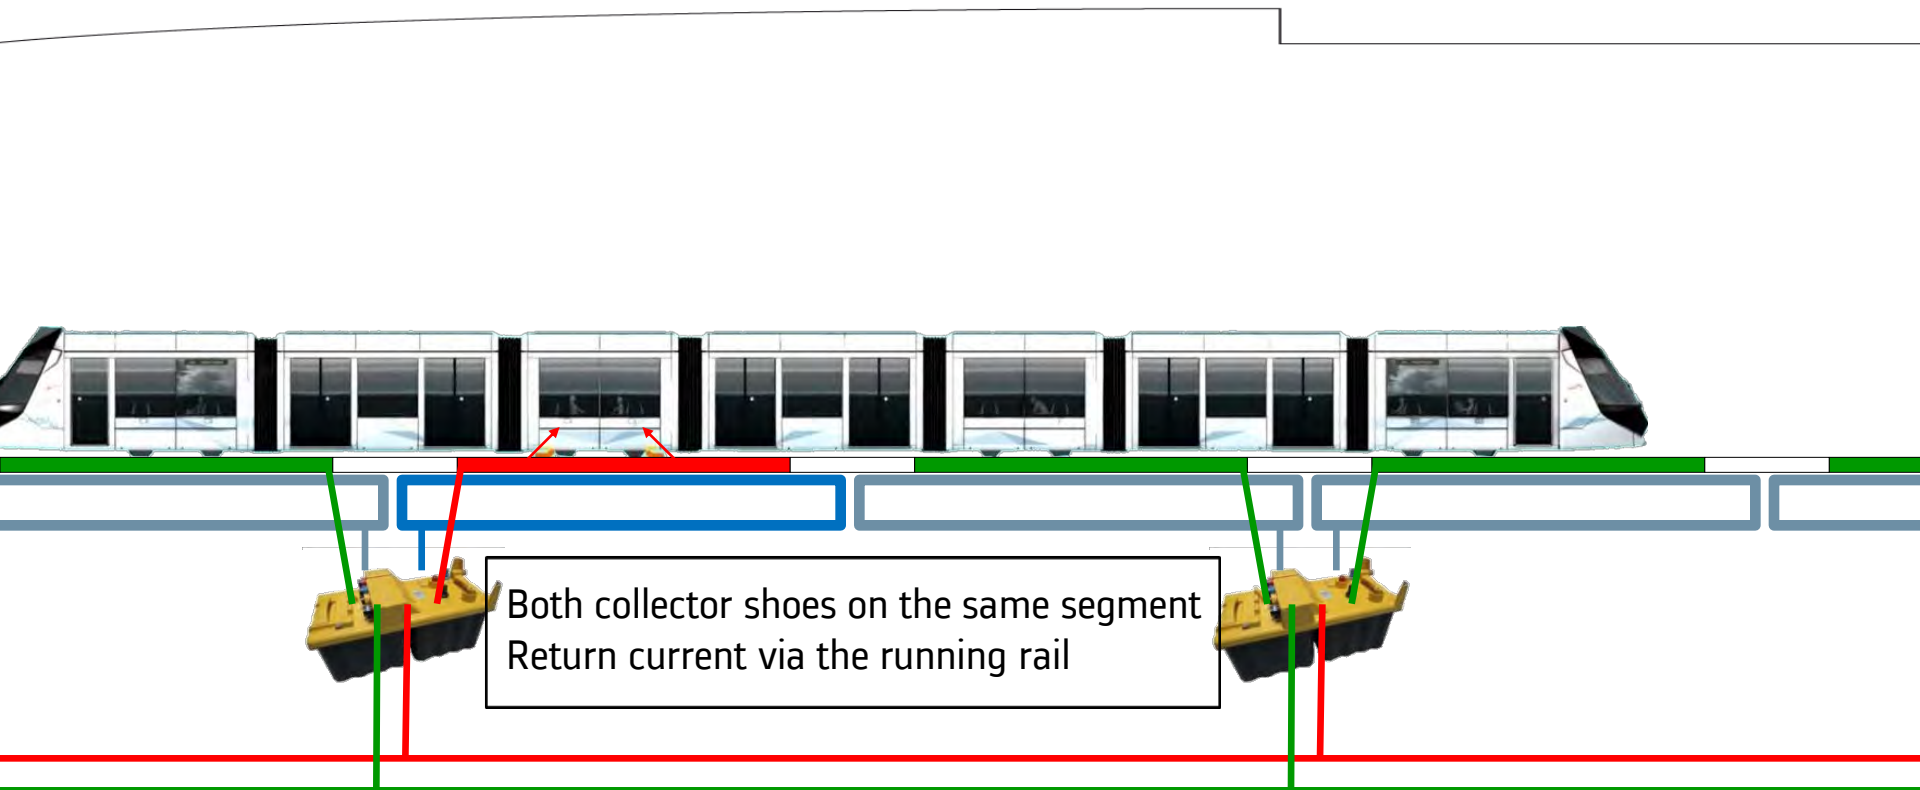 Both collector shoes on the same segment
Return current via the running rail